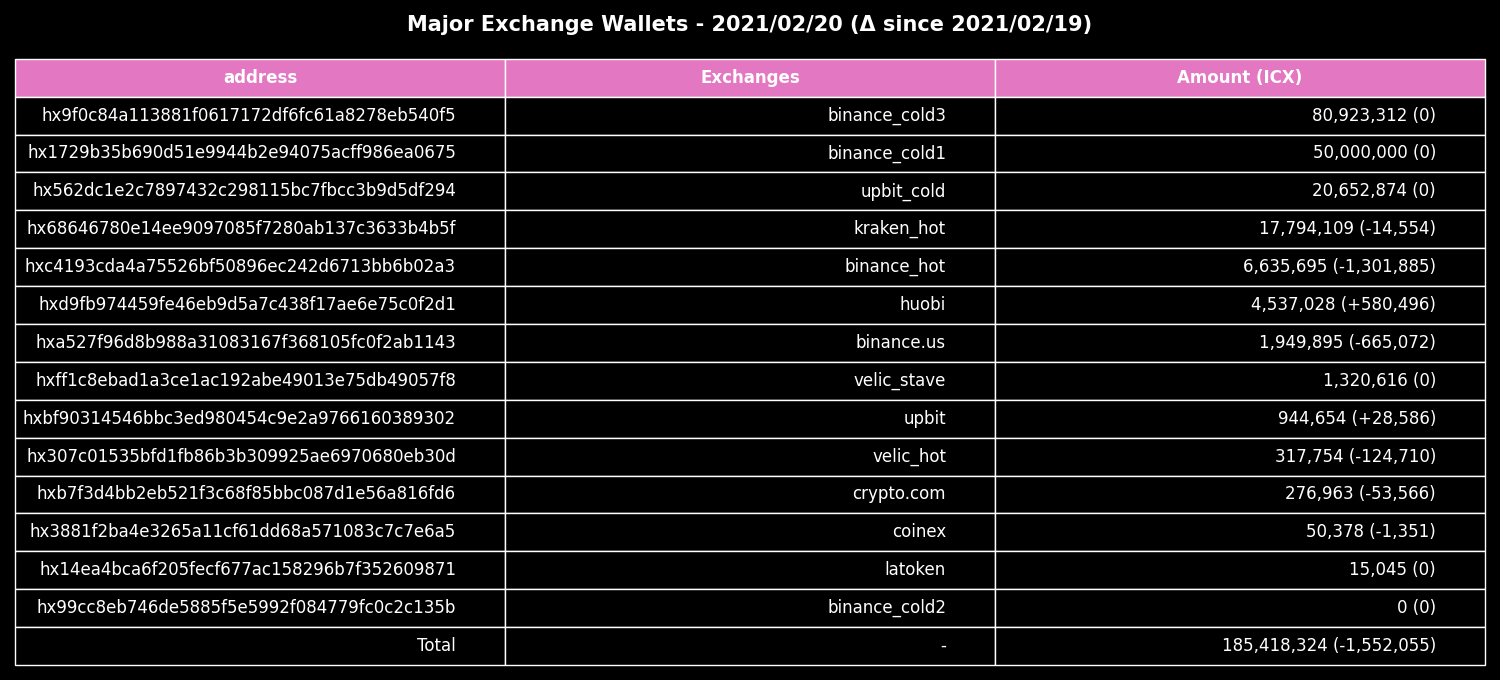 Major Exchange Wallets - 2021/02/20 (Δ since 2021/02/19)
address Exchanges Amount (ICX)
hx9f0c84a113881f0617172df6fc61a8278eb540f5 binance_cold3 80,923,312 (0)
hx1729b35b690d51e9944b2e94075acff986ea0675 binance_cold1 50,000,000 (0)
hx562dc1e2c7897432c298115bc7fbcc3b9d5df294 upbit_cold 20,652,874 (0)
hx68646780e14ee9097085f7280ab137c3633b4b5f kraken_hot 17,794,109 (-14,554)
hxc4193cda4a75526bf50896ec242d6713bb6b02a3 binance_hot 6,635,695 (-1,301,885)
hxd9fb974459fe46eb9d5a7c438f17ae6e75c0f2d1 huobi 4,537,028 (+580,496)
hxa527f96d8b988a31083167f368105fc0f2ab1143 binance.us 1,949,895 (-665,072)
hxff1c8ebad1a3ce1ac192abe49013e75db49057f8 velic_stave 1,320,616 (0)
hxbf90314546bbc3ed980454c9e2a9766160389302 upbit 944,654 (+28,586)
hx307c01535bfd1fb86b3b309925ae6970680eb30d velic_hot 317,754 (-124,710)
hxb7f3d4bb2eb521f3c68f85bbc087d1e56a816fd6 crypto.com 276,963 (-53,566)
hx3881f2ba4e3265a11cf61dd68a571083c7c7e6a5 coinex 50,378 (-1,351)
hx14ea4bca6f205fecf677ac158296b7f352609871 latoken 15,045 (0)
hx99cc8eb746de5885f5e5992f084779fc0c2c135b binance_cold2 0 (0)
Total - 185,418,324 (-1,552,055)